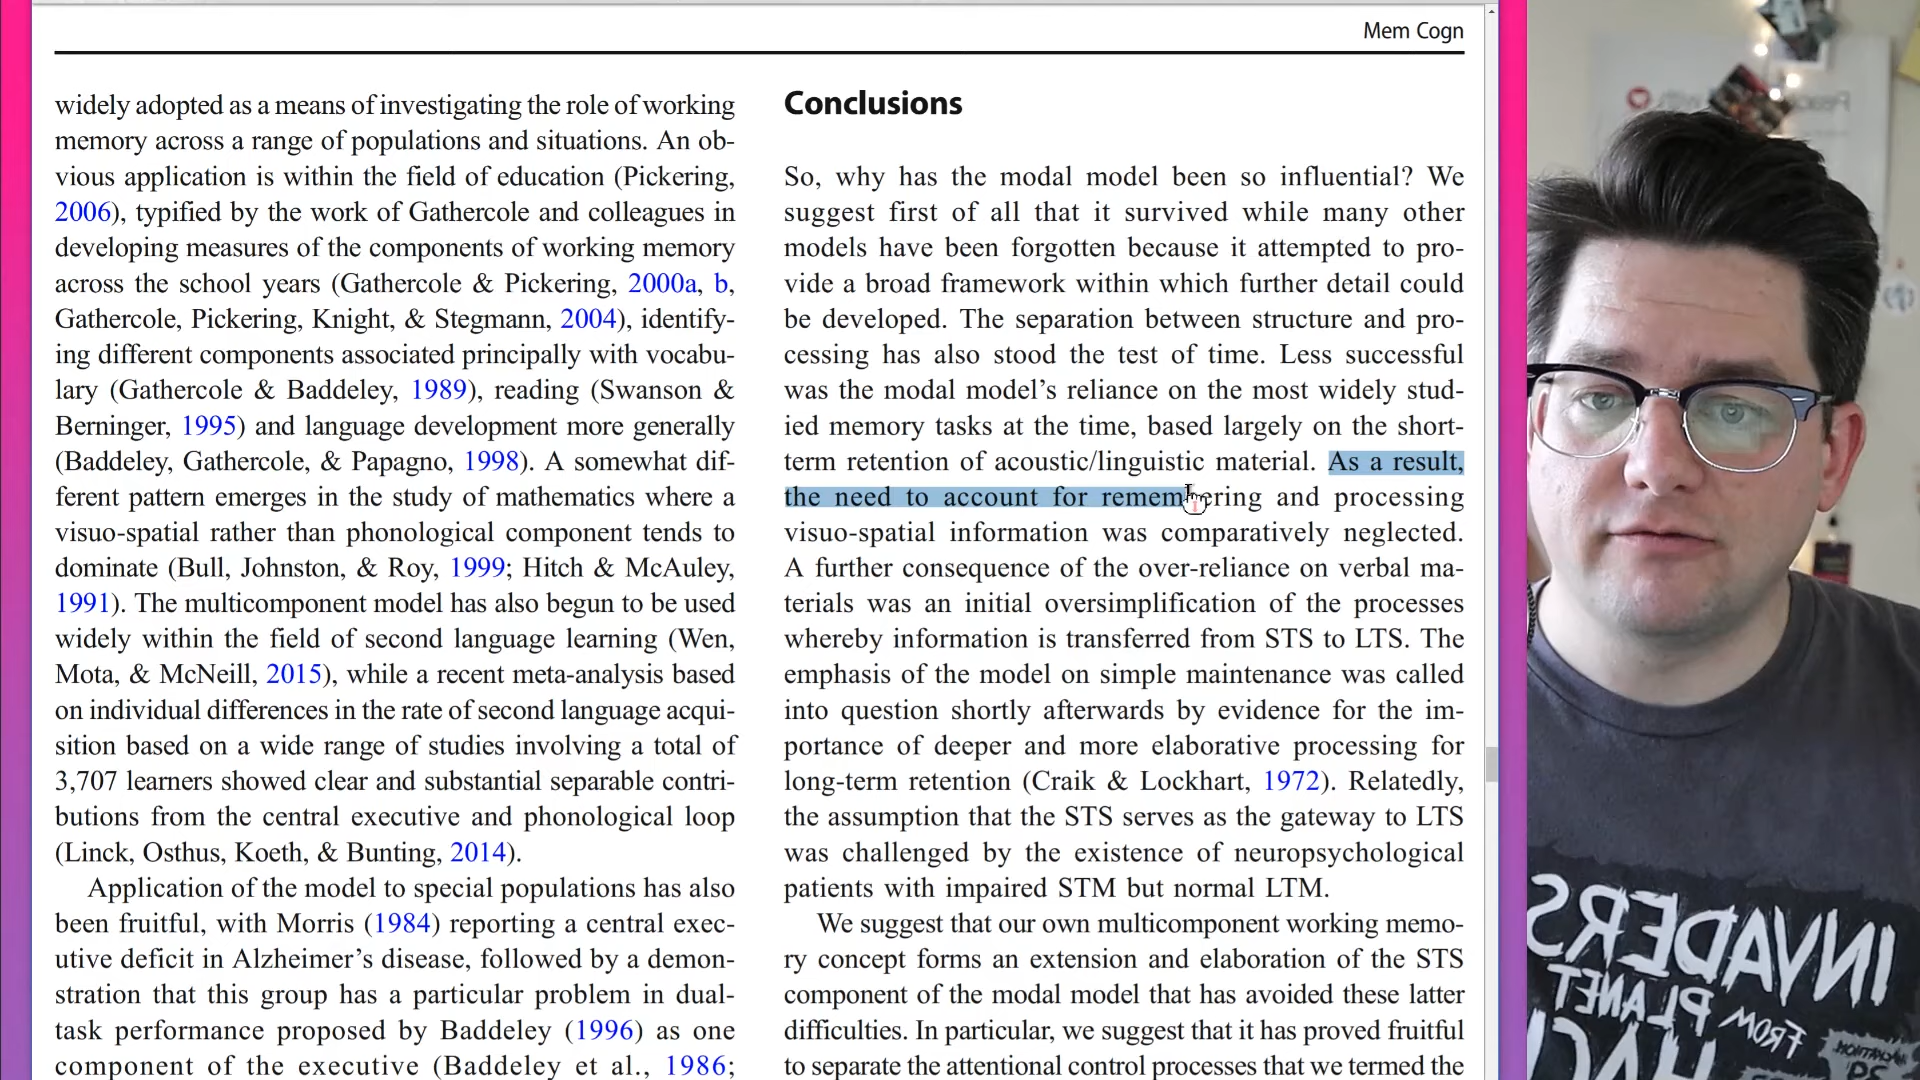 Mem Cogn
widely adopted as a means of investigating the role of working
memory across a range of populations and situations. An ob-
vious application is within the field of education (Pickering,
2006), typified by the work of Gathercole and colleagues in
developing measures of the components of working memory
across the school years (Gathercole & Pickering, 2000a, b,
Gathercole, Pickering, Knight, & Stegmann, 2004), identify-
ing different components associated principally with vocabu-
lary (Gathercole & Baddeley, 1989), reading (Swanson &
Berninger, 1995) and language development more generally
(Baddeley, Gathercole, & Papagno, 1998). A somewhat dif-
ferent pattern emerges in the study of mathematics where a
visuo-spatial rather than phonological component tends to
dominate (Bull, Johnston, & Roy, 1999; Hitch & McAuley,
1991). The multicomponent model has also begun to be used
widely within the field of second language learning (Wen,
Mota, & McNeill, 2015), while a recent meta-analysis based
on individual differences in the rate of second language acqui-
sition based on a wide range of studies involving a total of
3,707 learners showed clear and substantial separable contri-
butions from the central executive and phonological loop
(Linck, Osthus, Koeth, & Bunting, 2014).
Application of the model to special populations has also
been fruitful, with Morris (1984) reporting a central exec-
utive deficit in Alzheimer's disease, followed by a demon-
stration that this group has a particular problem in dual-
task performance proposed by Baddeley (1996) as one
component of the executive (Baddeley et al., 1986;
Conclusions
So, why has the modal model been so influential? We
suggest first of all that it survived while many other
models have been forgotten because it attempted to pro-
vide a broad framework within which further detail could
be developed. The separation between structure and pro-
cessing has also stood the test of time. Less successful
was the modal model's reliance on the most widely stud-
ied memory tasks at the time, based largely on the short-
term retention of acoustic/linguistic material. As a result,
the need to account for remembering and processing
visuo-spatial information was comparatively neglected.
A further consequence of the over-reliance on verbal ma-
terials was an initial oversimplification of the processes
whereby information is transferred from STS to LTS. The
emphasis of the model on simple maintenance was called
into question shortly afterwards by evidence for the im-
portance of deeper and more elaborative processing for
long-term retention (Craik & Lockhart, 1972). Relatedly,
the assumption that the STS serves as the gateway to LTS
was challenged by the existence of neuropsychological
patients with impaired STM but normal LTM.
We suggest that our own multicomponent working memo-
ry concept forms an extension and elaboration of the STS
component of the modal model that has avoided these latter
difficulties. In particular, we suggest that it has proved fruitful
to separate the attentional control processes that we termed the
INVADERS
FROM PLANET